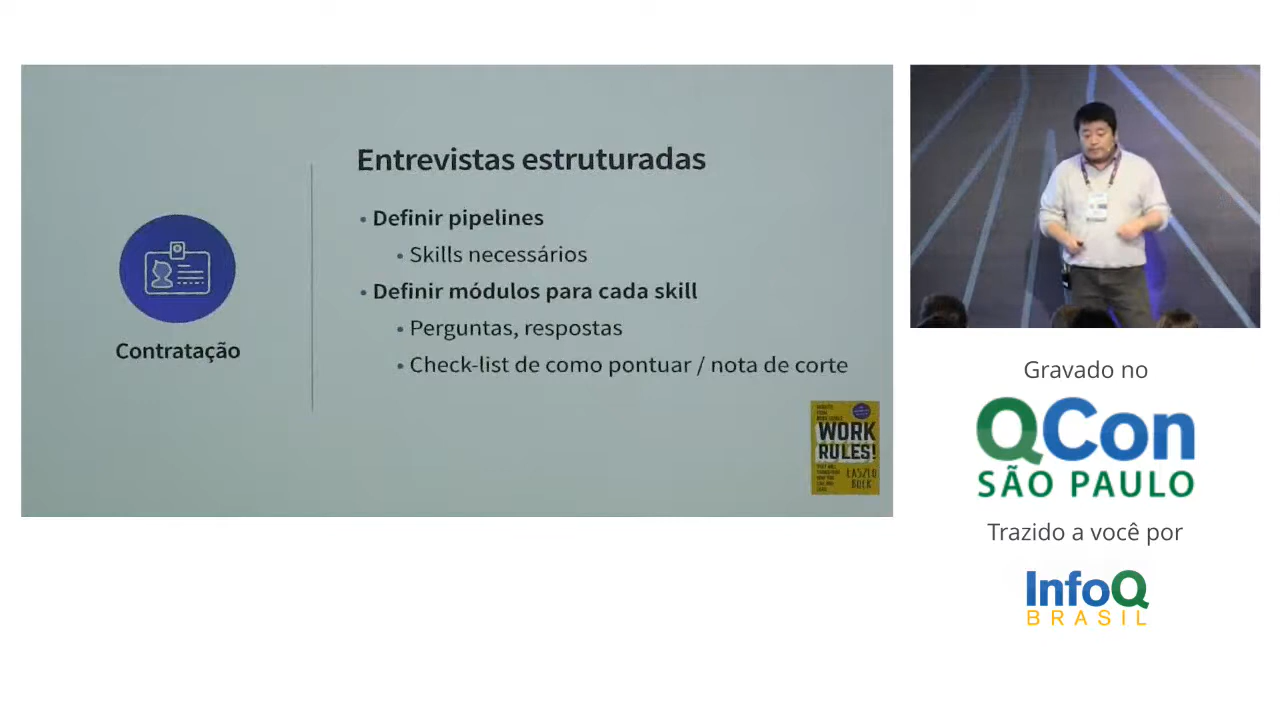 Entrevistas estruturadas
• Definir pipelines
• Skills necessários
• Definir módulos para cada skill
• Perguntas, respostas
• Check-list de como pontuar / nota de corte
Contratação
WORK
RULES!
LASZLO
BOCK
Gravado no
QCon
SÃO PAULO
Trazido a você por
InfoQ
BRASIL